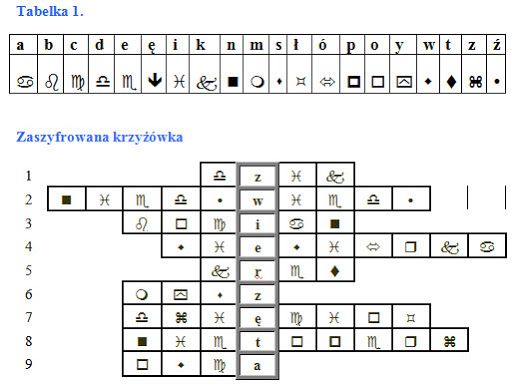 Tabelka 1.
a b c d e ę i k n m s ł ó p o y w t z ź
Zaszyfrowana krzyżówka
1 z
2 w
3 i
4 e
5 r
6 z
7 ę
8 t
9 a